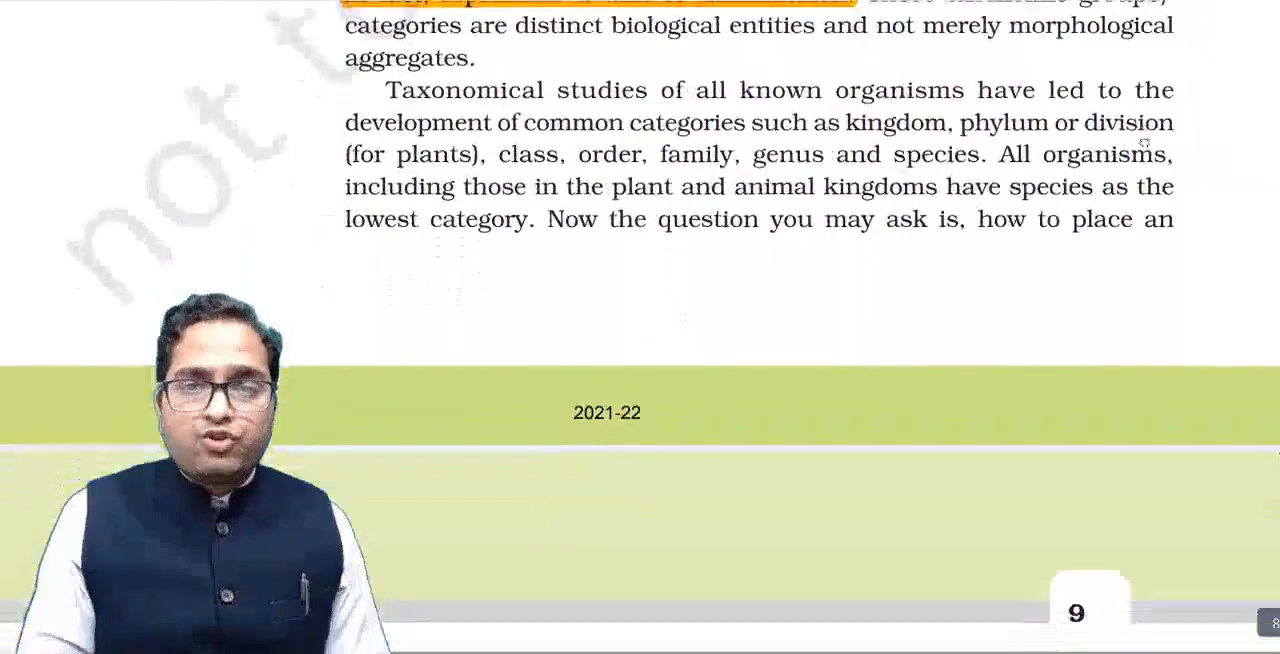 categories are distinct biological entities and not merely morphological
aggregates.
Taxonomical studies of all known organisms have led to the
development of common categories such as kingdom, phylum or division
(for plants), class, order, family, genus and species. All organisms,
including those in the plant and animal kingdoms have species as the
lowest category. Now the question you may ask is, how to place an
not t
2021-22
9
8